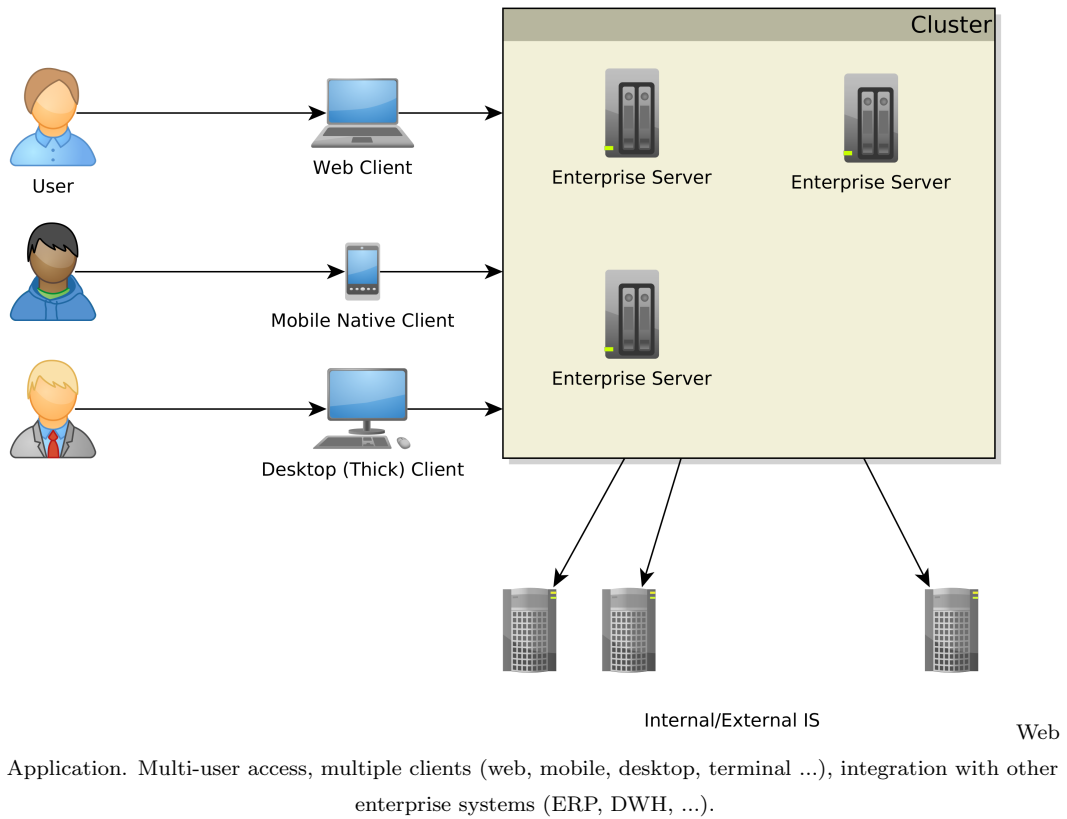 Cluster
User
Web Client
Enterprise Server
Enterprise Server
Mobile Native Client
Enterprise Server
Desktop (Thick) Client
Internal/External IS
Web
Application. Multi-user access, multiple clients (web, mobile, desktop, terminal ...), integration with other
enterprise systems (ERP, DWH, ...).